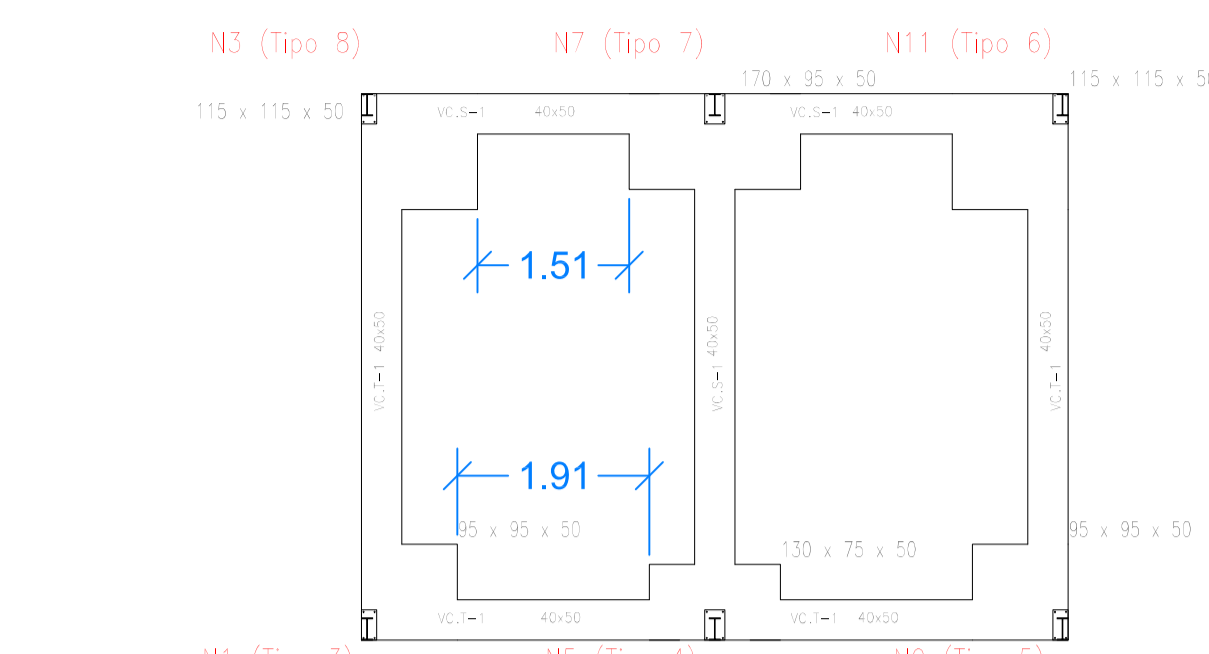 N3 (Tipo 8)
N7 (Tipo 7)
N11 (Tipo 6)
170 x 95 x 50
115 x 115 x 50
115 x 115 x 50
VC.S-1 40x50
VC.S-1 40x50
1.51
VC.T-1 40x50
VC.S-1 40x50
VC.T-1 40x50
1.91
95 x 95 x 50
95 x 95 x 50
130 x 75 x 50
VC.T-1 40x50
VC.T-1 40x50